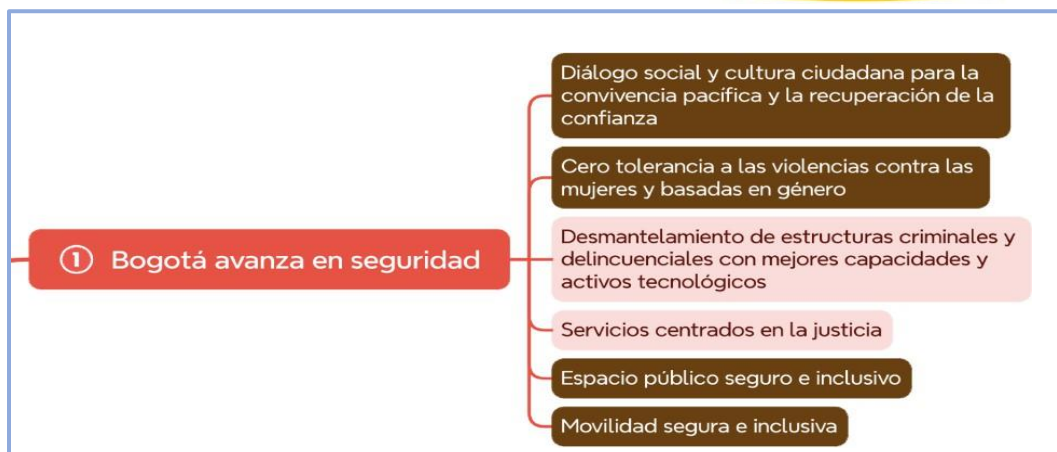 ① Bogotá avanza en seguridad
Diálogo social y cultura ciudadana para la
convivencia pacífica y la recuperación de la
confianza
Cero tolerancia a las violencias contra las
mujeres y basadas en género
Desmantelamiento de estructuras criminales y
delincuenciales con mejores capacidades y
activos tecnológicos
Servicios centrados en la justicia
Espacio público seguro e inclusivo
Movilidad segura e inclusiva